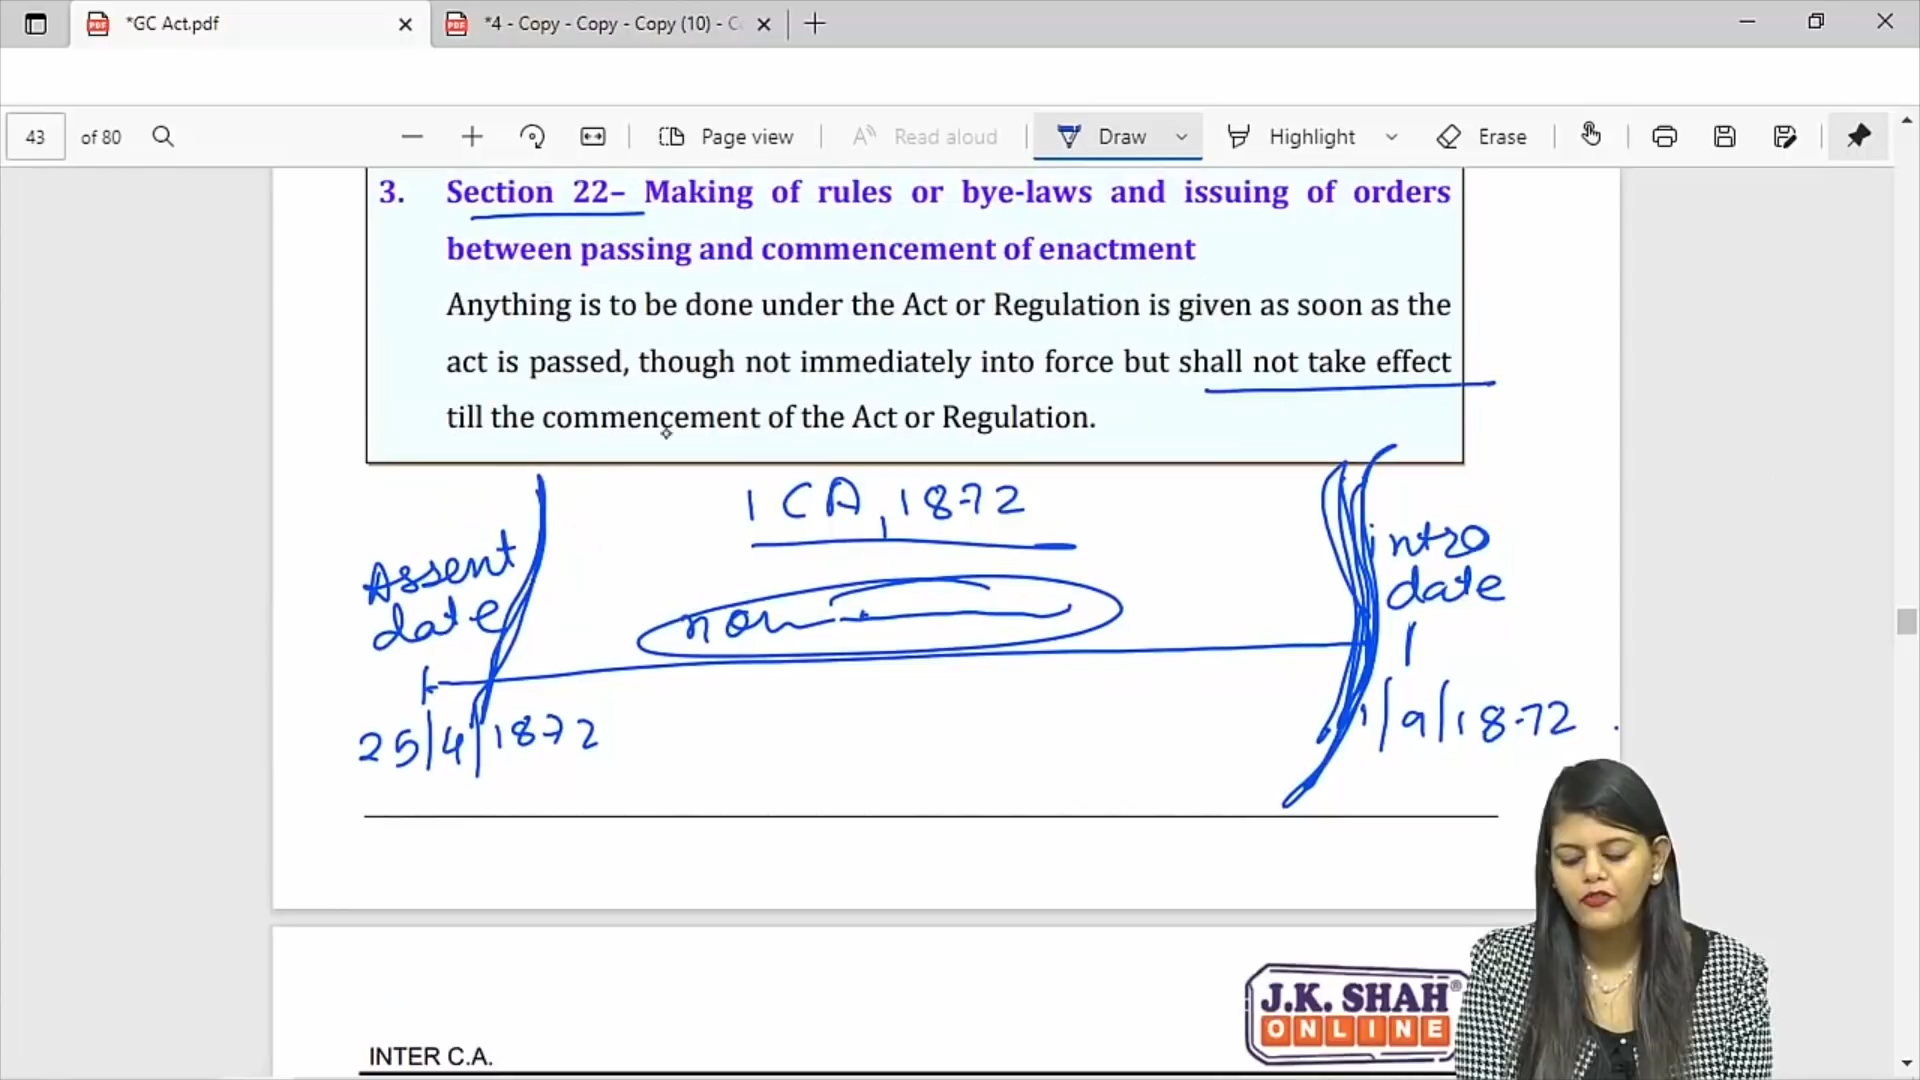 *GC Act.pdf
*4 - Copy - Copy - Copy (10) - C
43 of 80 Page view Read aloud Draw Highlight Erase
3. Section 22– Making of rules or bye-laws and issuing of orders
between passing and commencement of enactment
Anything is to be done under the Act or Regulation is given as soon as the
act is passed, though not immediately into force but shall not take effect
till the commencement of the Act or Regulation.
ICA, 1872
Assent
date
intro
date
25/4/1872
1/9/1872
J.K. SHAH®
ONLINE
INTER C.A.